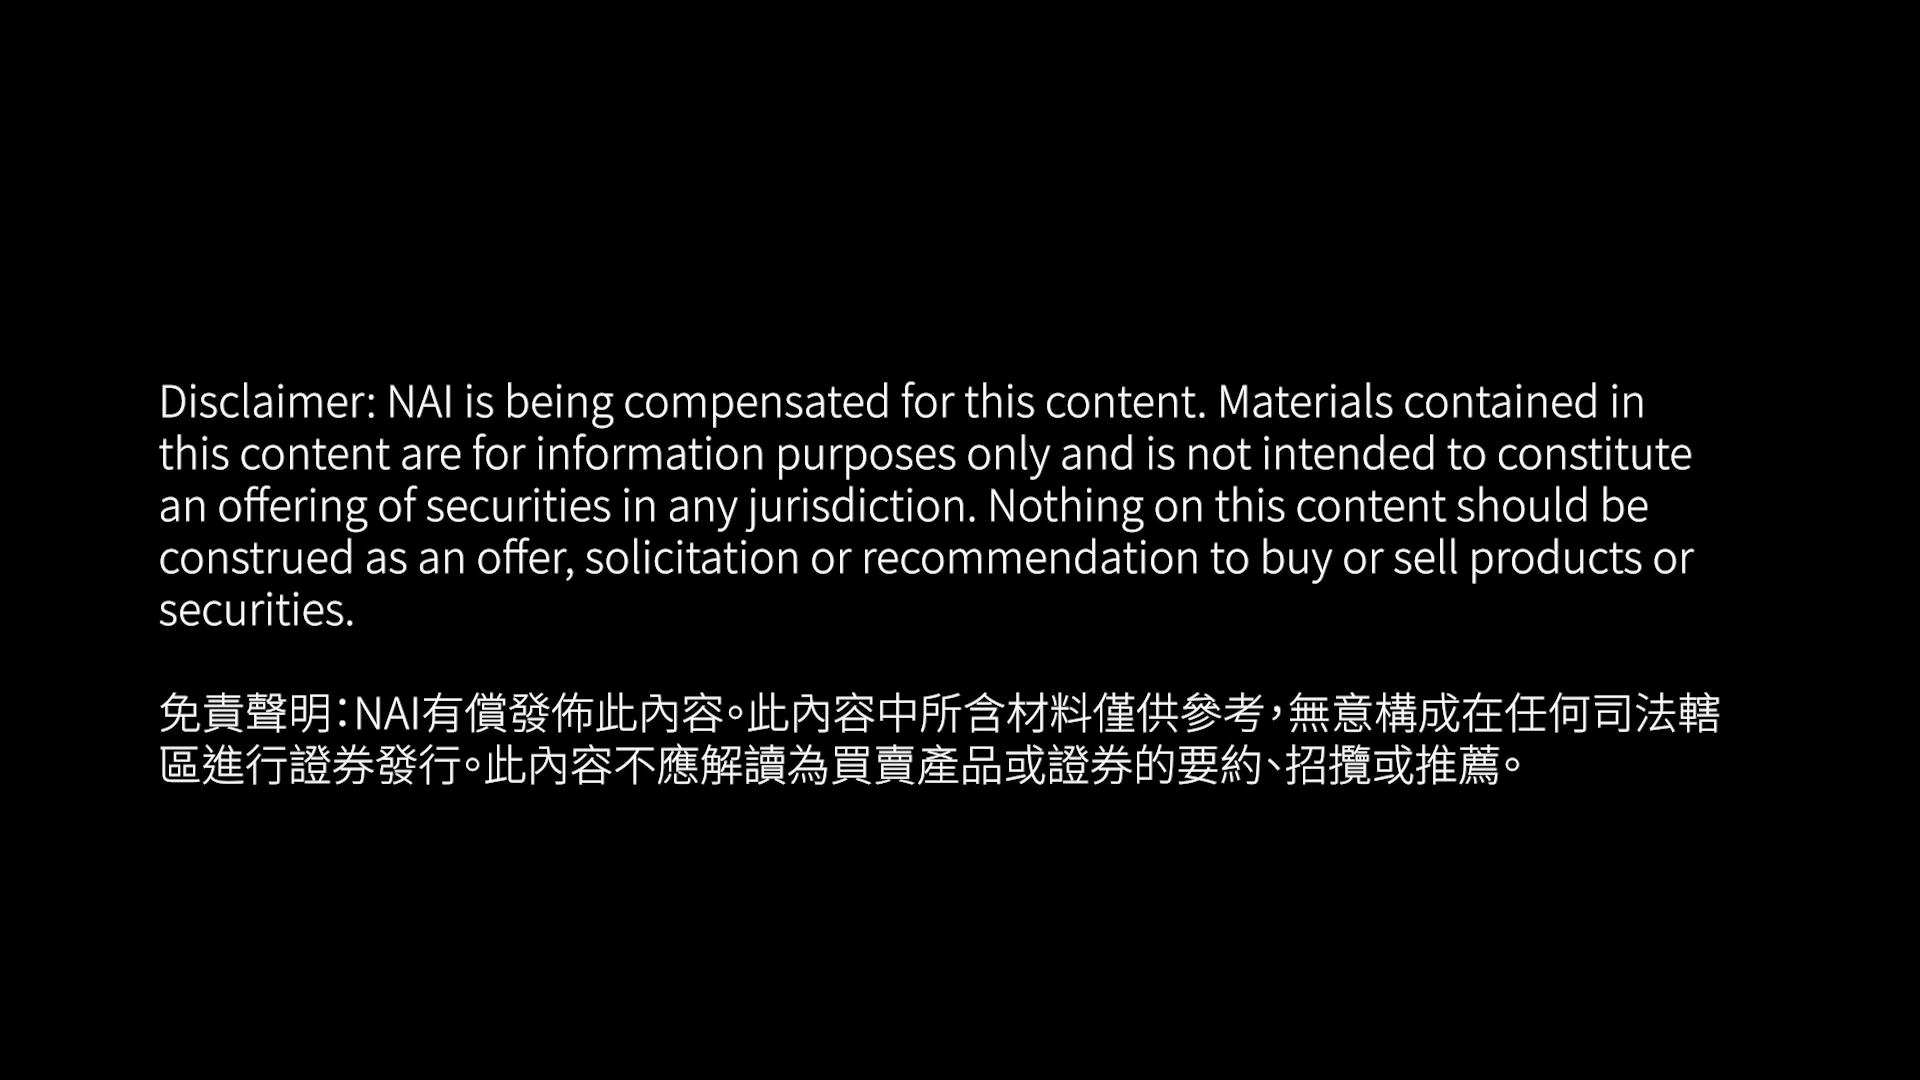 Disclaimer: NAI is being compensated for this content. Materials contained in
this content are for information purposes only and is not intended to constitute
an offering of securities in any jurisdiction. Nothing on this content should be
construed as an offer, solicitation or recommendation to buy or sell products or
securities.
免責聲明：NAI有償發佈此內容。此內容中所含材料僅供參考，無意構成在任何司法轄
區進行證券發行。此內容不應解讀為買賣產品或證券的要約、招攬或推薦。